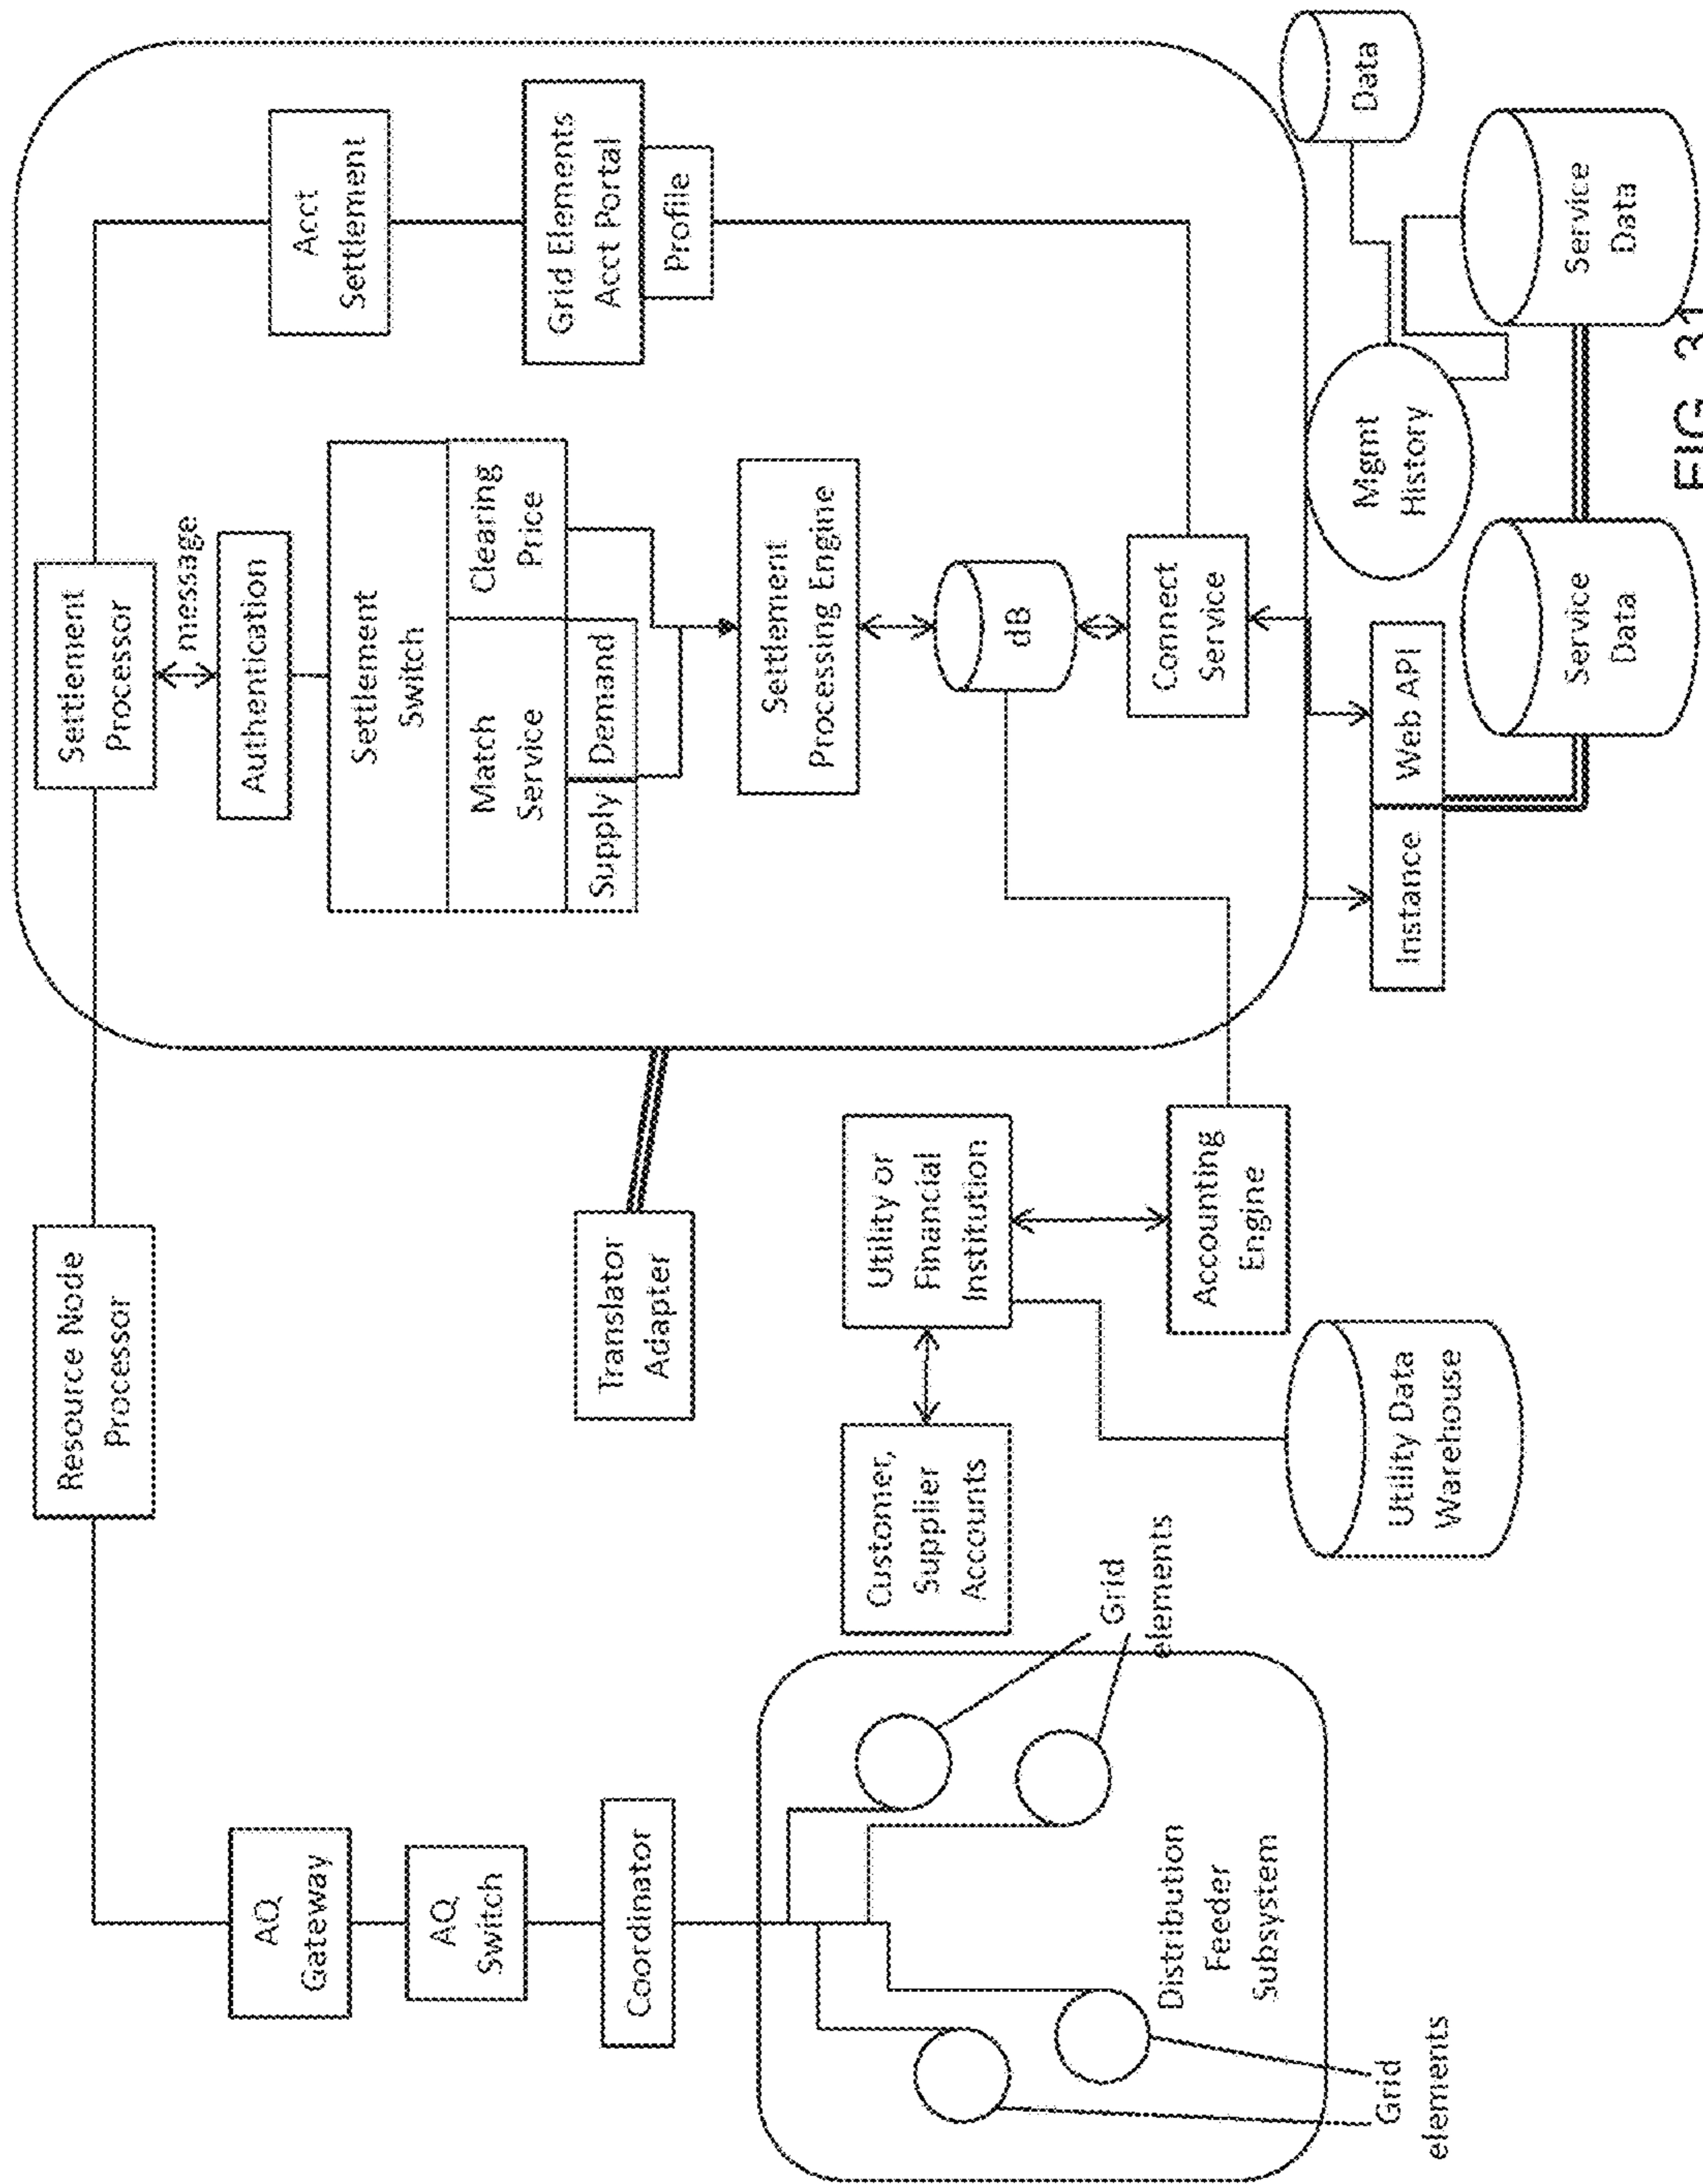 Resource Node
Processor
Settlement
Processor
message
Authentication
Acct
Settlement
AQ
Gateway
AQ
Switch
Coordinator
Translator
Adapter
Settlement
Switch
Match
Service
Clearing
Price
Supply
Demand
Grid Elements
Acct Portal
Profile
Settlement
Processing Engine
dB
Connect
Service
Customer,
Supplier
Accounts
Utility or
Financial
Institution
Accounting
Engine
Utility Data
Warehouse
Grid
elements
Distribution
Feeder
Subsystem
Grid
elements
Instance
Web API
Mgmt
History
Data
Service
Data
Service
Data
FIG. 31